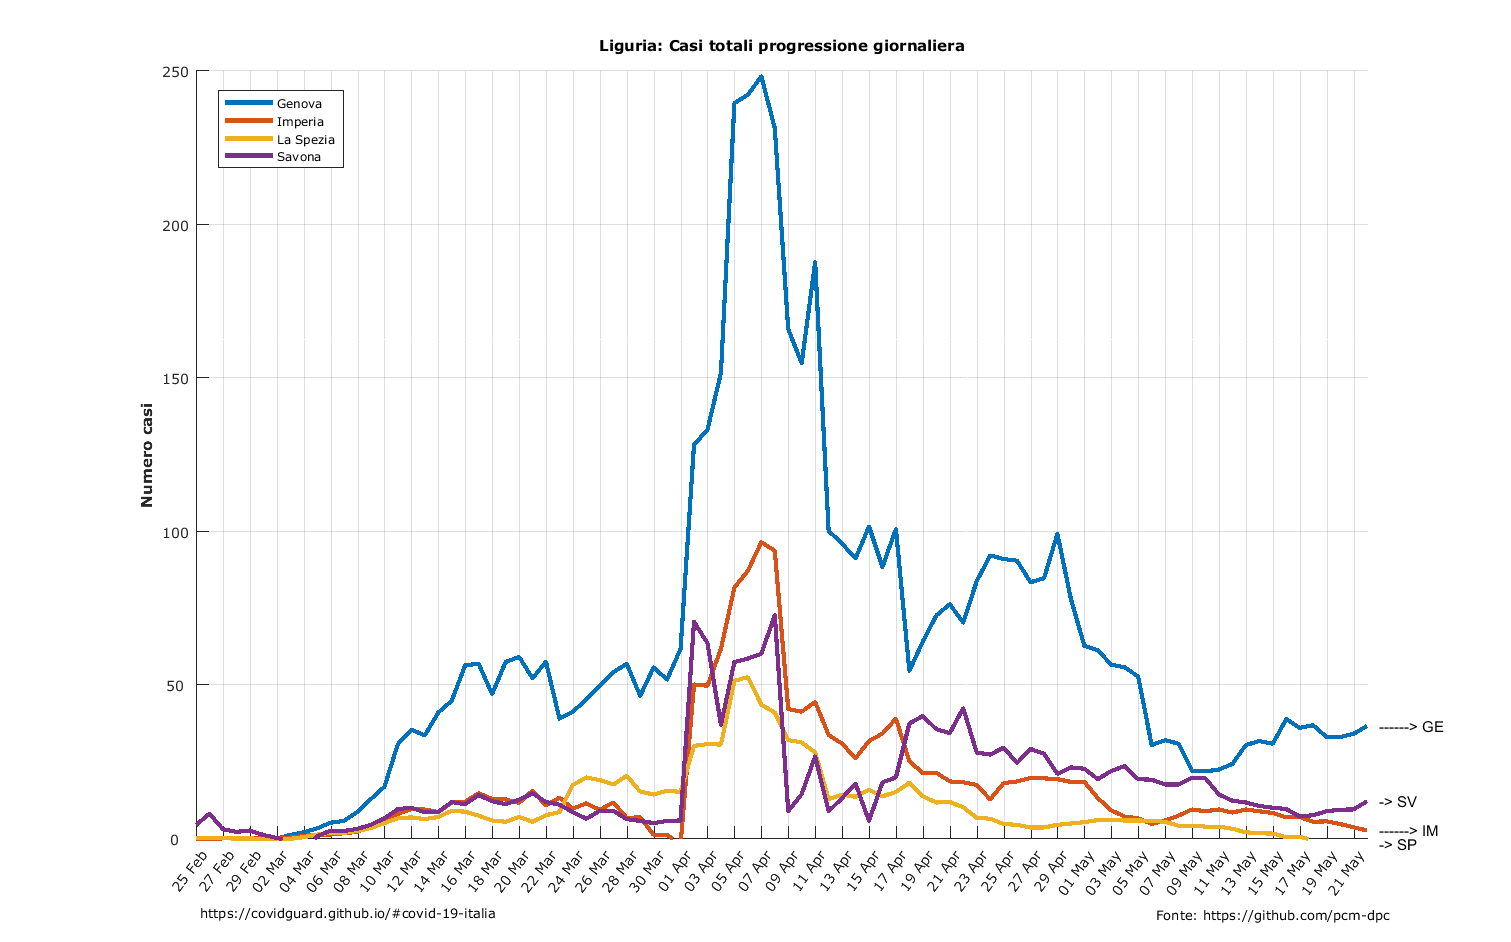 Liguria: Casi totali progressione giornaliera
250
200
150
100
50
0
Numero casi
Genova
Imperia
La Spezia
Savona
------> GE
-> SV
------> IM
-> SP
25 Feb
27 Feb
29 Feb
02 Mar
04 Mar
06 Mar
08 Mar
10 Mar
12 Mar
14 Mar
16 Mar
18 Mar
20 Mar
22 Mar
24 Mar
26 Mar
28 Mar
30 Mar
01 Apr
03 Apr
05 Apr
07 Apr
09 Apr
11 Apr
13 Apr
15 Apr
17 Apr
19 Apr
21 Apr
23 Apr
25 Apr
27 Apr
29 Apr
01 May
03 May
05 May
07 May
09 May
11 May
13 May
15 May
17 May
19 May
21 May
https://covidguard.github.io/#covid-19-italia
Fonte: https://github.com/pcm-dpc